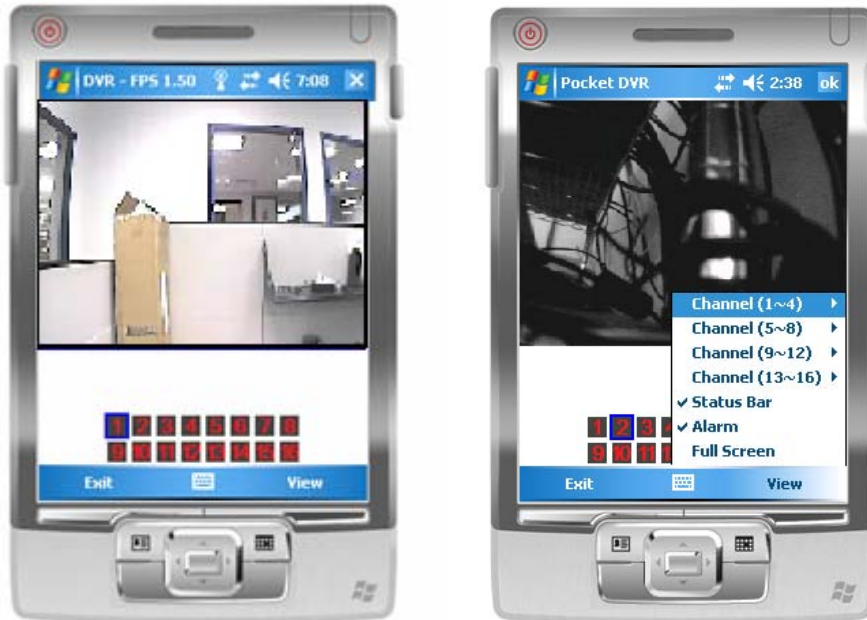 DVR - FPS 1.50 7:08
1 2 3 4 5 6 7 8
9 10 11 12 13 14 15 16
Exit View
Pocket DVR 2:38 ok
Channel (1~4)
Channel (5~8)
Channel (9~12)
Channel (13~16)
Status Bar
Alarm
Full Screen
1 2 3
9 10
Exit View